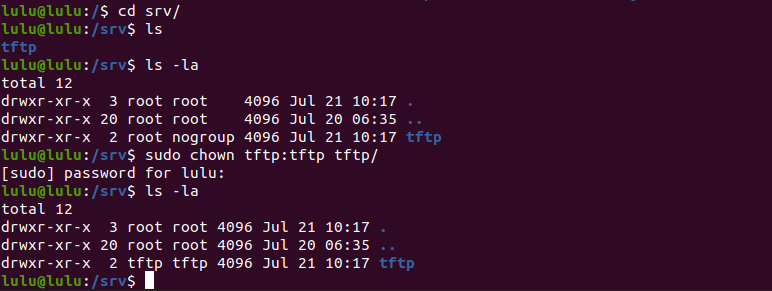 lulu@lulu:/$ cd srv/
lulu@lulu:/srv$ ls
tftp
lulu@lulu:/srv$ ls -la
total 12
drwxr-xr-x  3 root root    4096 Jul 21 10:17 .
drwxr-xr-x 20 root root    4096 Jul 20 06:35 ..
drwxr-xr-x  2 root nogroup 4096 Jul 21 10:17 tftp
lulu@lulu:/srv$ sudo chown tftp:tftp tftp/
[sudo] password for lulu:
lulu@lulu:/srv$ ls -la
total 12
drwxr-xr-x  3 root root 4096 Jul 21 10:17 .
drwxr-xr-x 20 root root 4096 Jul 20 06:35 ..
drwxr-xr-x  2 tftp tftp 4096 Jul 21 10:17 tftp
lulu@lulu:/srv$